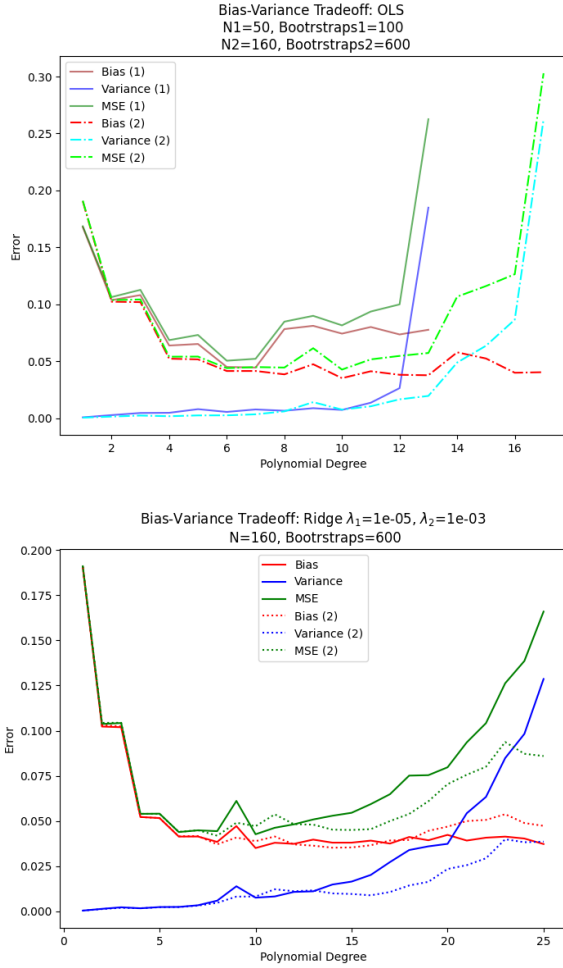 Bias-Variance Tradeoff: OLS
N1=50, Bootrstraps1=100
N2=160, Bootrstraps2=600
Bias (1)
Variance (1)
MSE (1)
Bias (2)
Variance (2)
MSE (2)
0.30
0.25
0.20
0.15
0.10
0.05
0.00
Error
2 4 6 8 10 12 14 16
Polynomial Degree
Bias-Variance Tradeoff: Ridge λ₁=1e-05, λ₂=1e-03
N=160, Bootrstraps=600
Bias
Variance
MSE
Bias (2)
Variance (2)
MSE (2)
0.200
0.175
0.150
0.125
0.100
0.075
0.050
0.025
0.000
Error
0 5 10 15 20 25
Polynomial Degree